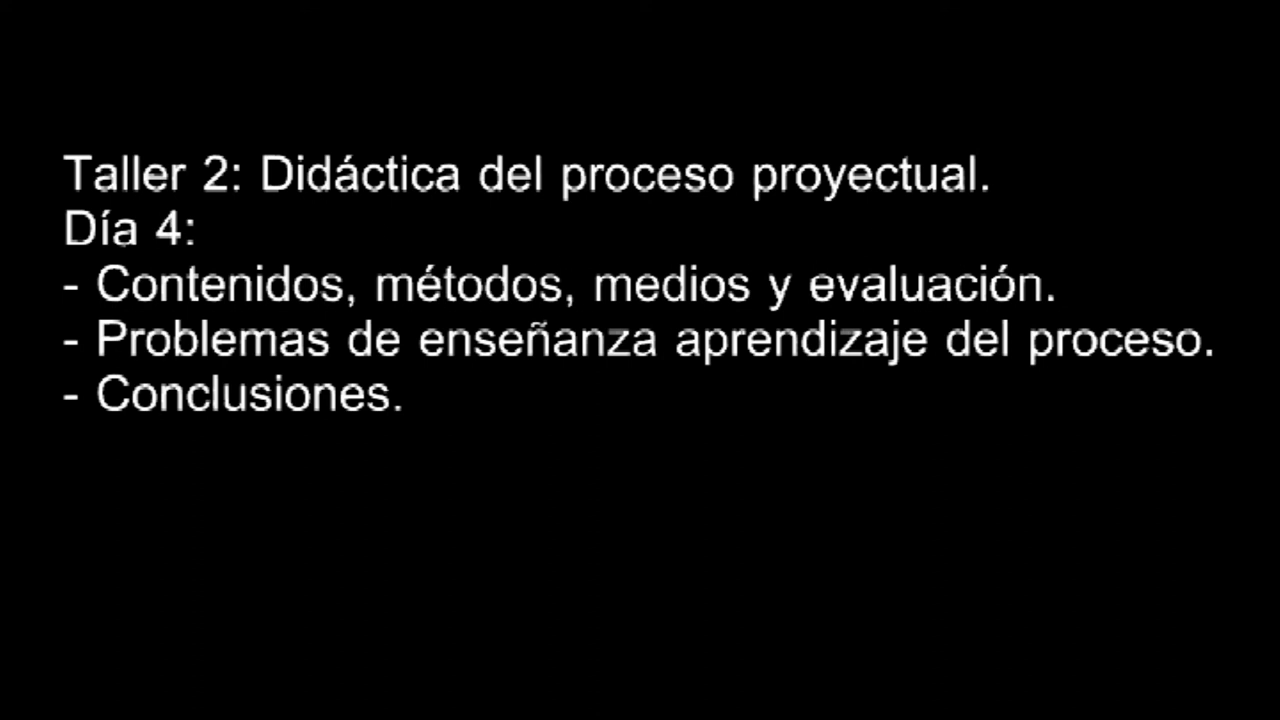 Taller 2: Didáctica del proceso proyectual.
Día 4:
- Contenidos, métodos, medios y evaluación.
- Problemas de enseñanza aprendizaje del proceso.
- Conclusiones.